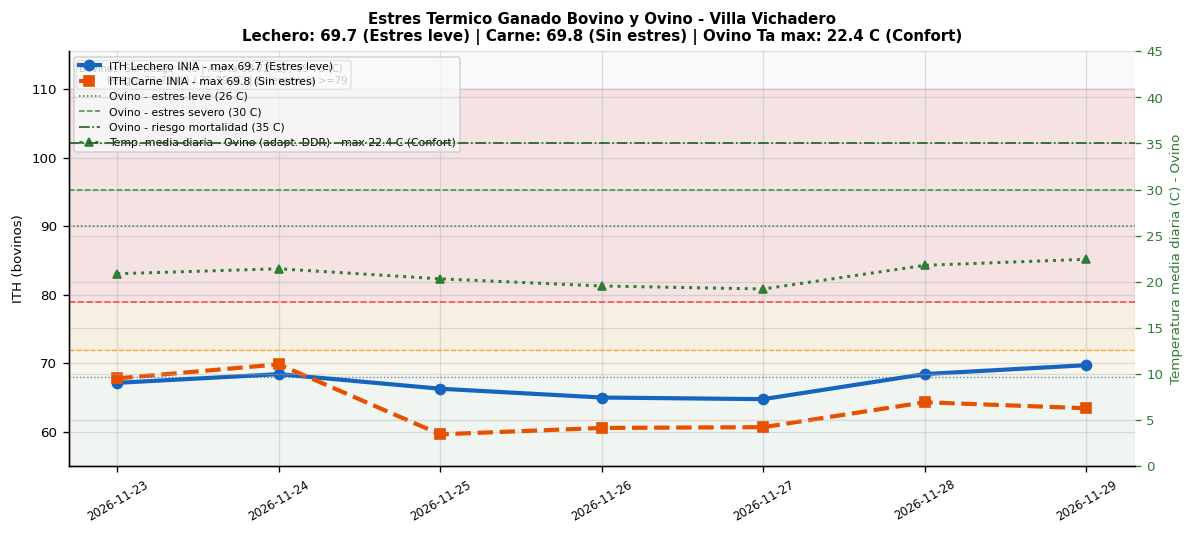 Estres Termico Ganado Bovino y Ovino - Villa Vichadero
Lechero: 69.7 (Estres leve) | Carne: 69.8 (Sin estres) | Ovino Ta max: 22.4 C (Confort)
ITH Lechero INIA - max 69.7 (Estres leve)
ITH Carne INIA - max 69.8 (Sin estres)
>=79
Ovino - estres leve (26 C)
Ovino - estres severo (30 C)
Ovino - riesgo mortalidad (35 C)
Temp. media diaria - Ovino (adapt. DDR) - max 22.4 C (Confort)
ITH (bovinos)
110
100
90
80
70
60
Temperatura media diaria (C) - Ovino
45
40
35
30
25
20
15
10
5
0
2026-11-23
2026-11-24
2026-11-25
2026-11-26
2026-11-27
2026-11-28
2026-11-29